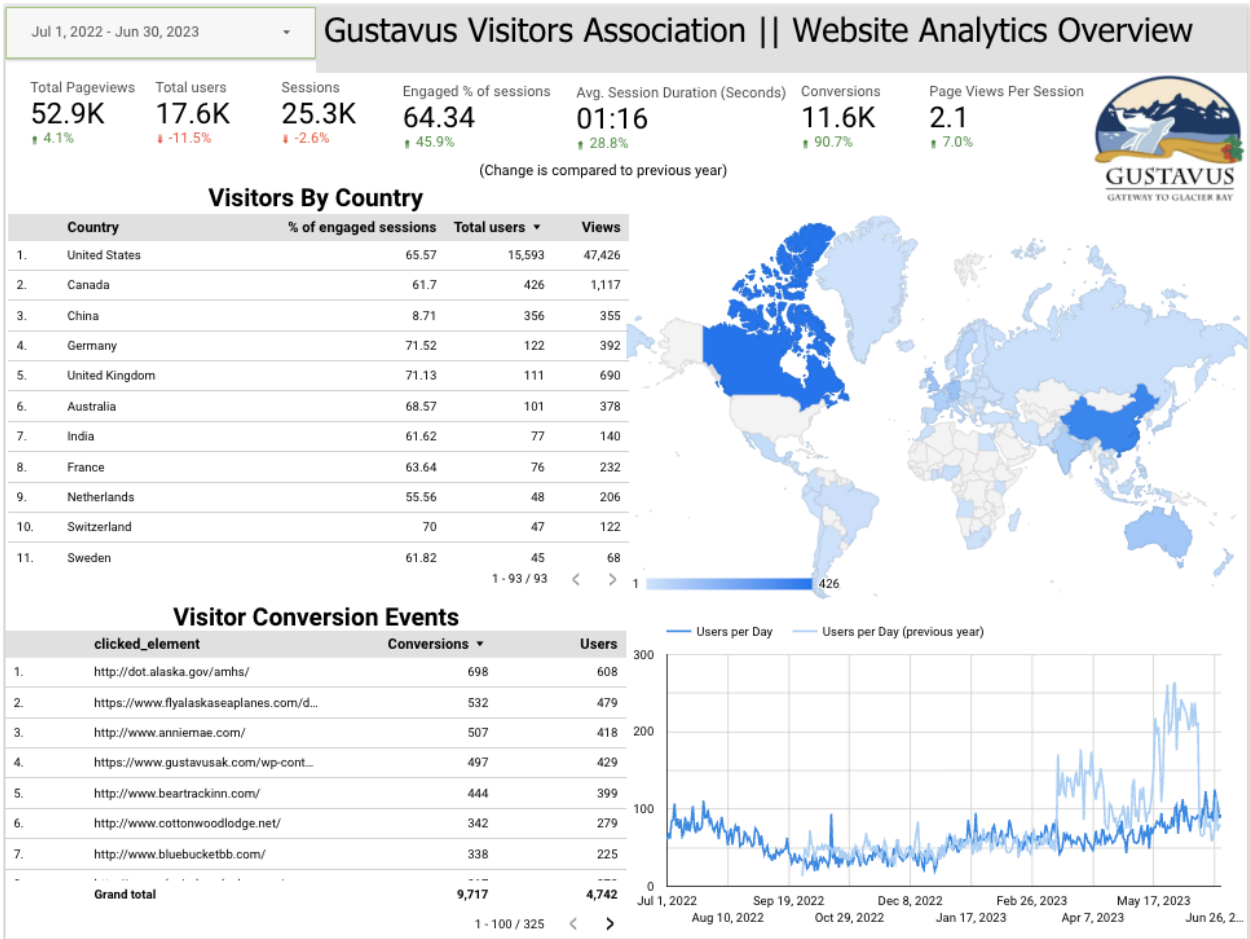 Jul 1, 2022 - Jun 30, 2023
Gustavus Visitors Association || Website Analytics Overview
Total Pageviews
52.9K
4.1%
Total users
17.6K
-11.5%
Sessions
25.3K
-2.6%
Engaged % of sessions
64.34
45.9%
Avg. Session Duration (Seconds)
01:16
28.8%
Conversions
11.6K
90.7%
Page Views Per Session
2.1
7.0%
(Change is compared to previous year)
GUSTAVUS
GATEWAY TO GLACIER BAY
Visitors By Country
Country % of engaged sessions Total users Views
1. United States 65.57 15,593 47,426
2. Canada 61.7 426 1,117
3. China 8.71 356 355
4. Germany 71.52 122 392
5. United Kingdom 71.13 111 690
6. Australia 68.57 101 378
7. India 61.62 77 140
8. France 63.64 76 232
9. Netherlands 55.56 48 206
10. Switzerland 70 47 122
11. Sweden 61.82 45 68
1 - 93 / 93
1 426
Visitor Conversion Events
clicked_element Conversions Users
1. http://dot.alaska.gov/amhs/ 698 608
2. https://www.flyalaskaseaplanes.com/d... 532 479
3. http://www.anniemae.com/ 507 418
4. https://www.gustavusak.com/wp-cont... 497 429
5. http://www.beartrackinn.com/ 444 399
6. http://www.cottonwoodlodge.net/ 342 279
7. http://www.bluebucketbb.com/ 338 225
Grand total 9,717 4,742
1 - 100 / 325
Users per Day Users per Day (previous year)
300
200
100
0
Jul 1, 2022 Sep 19, 2022 Dec 8, 2022 Feb 26, 2023 May 17, 2023
Aug 10, 2022 Oct 29, 2022 Jan 17, 2023 Apr 7, 2023 Jun 26, 2...